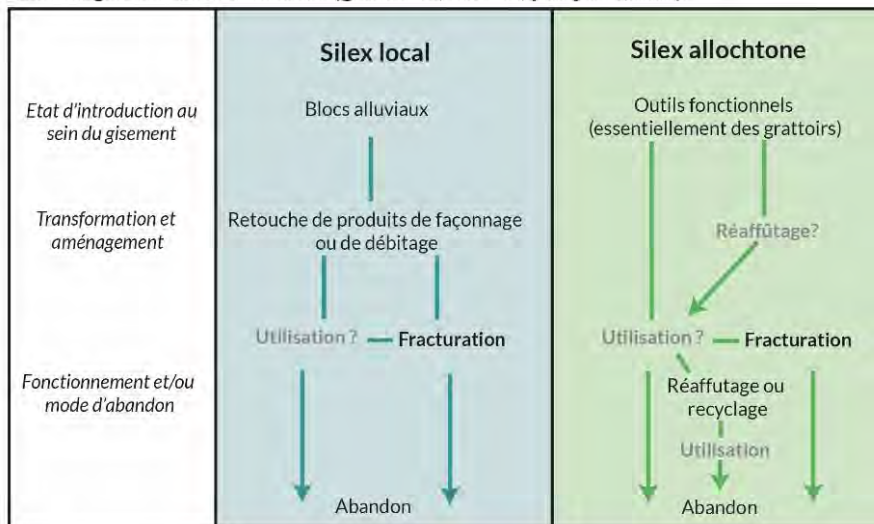 Silex local
Silex allochtone
Etat d'introduction au
sein du gisement
Blocs alluviaux
Outils fonctionnels
(essentiellement des grattoirs)
Transformation et
aménagement
Retouche de produits de façonnage
ou de débitage
Réaffûtage?
Utilisation ?
Fracturation
Utilisation ?
Fracturation
Fonctionnement et/ou
mode d'abandon
Réaffutage ou
recyclage
Utilisation
Abandon
Abandon